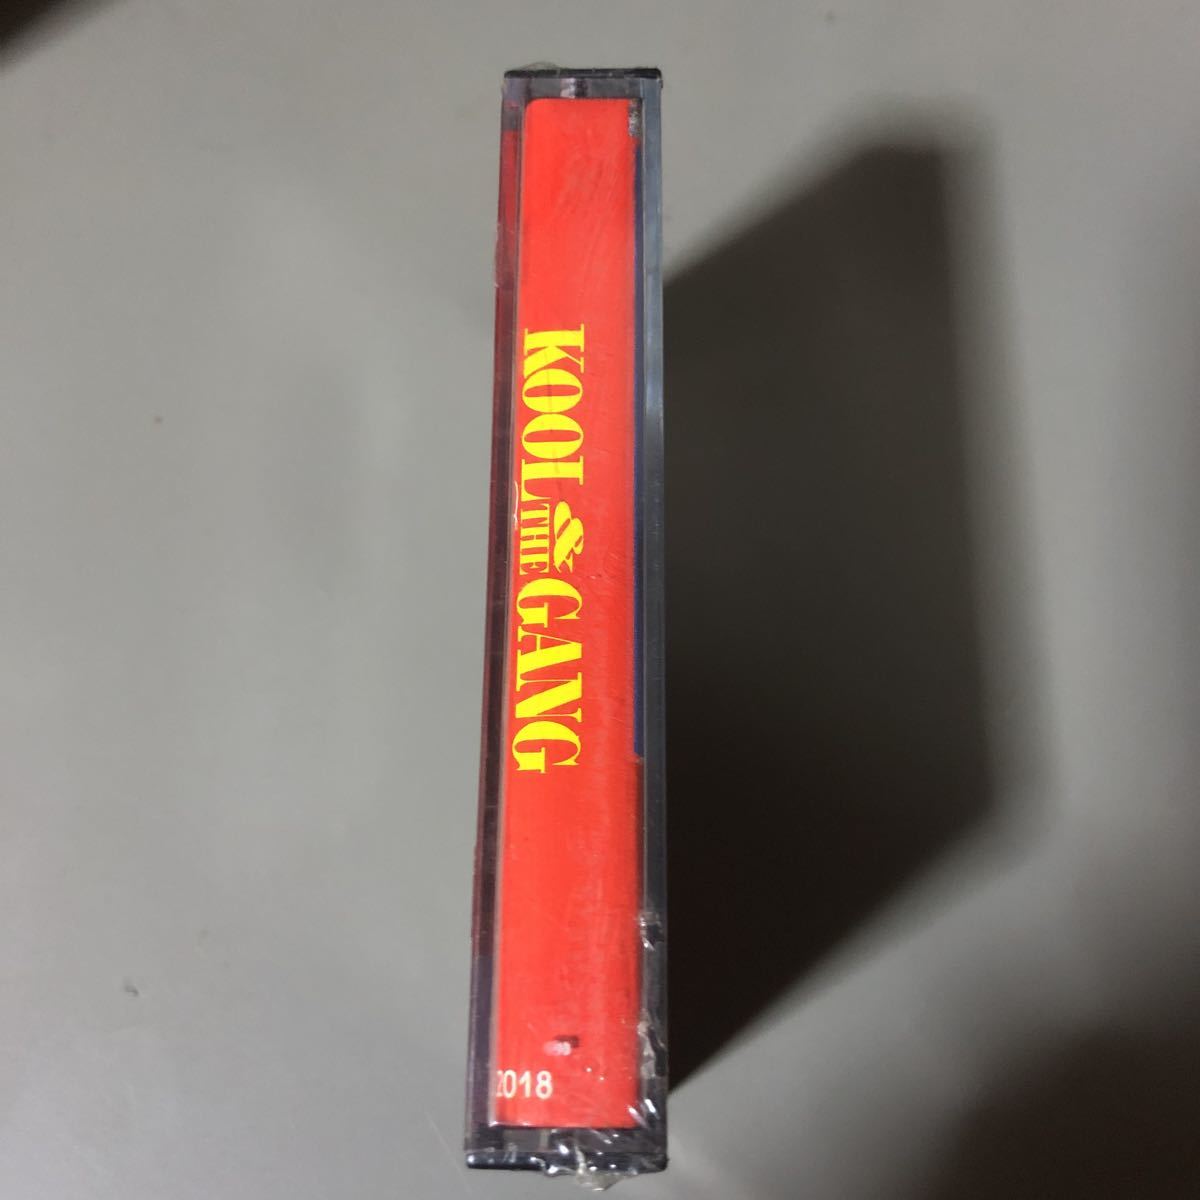 KOOL & THE GANG
2018